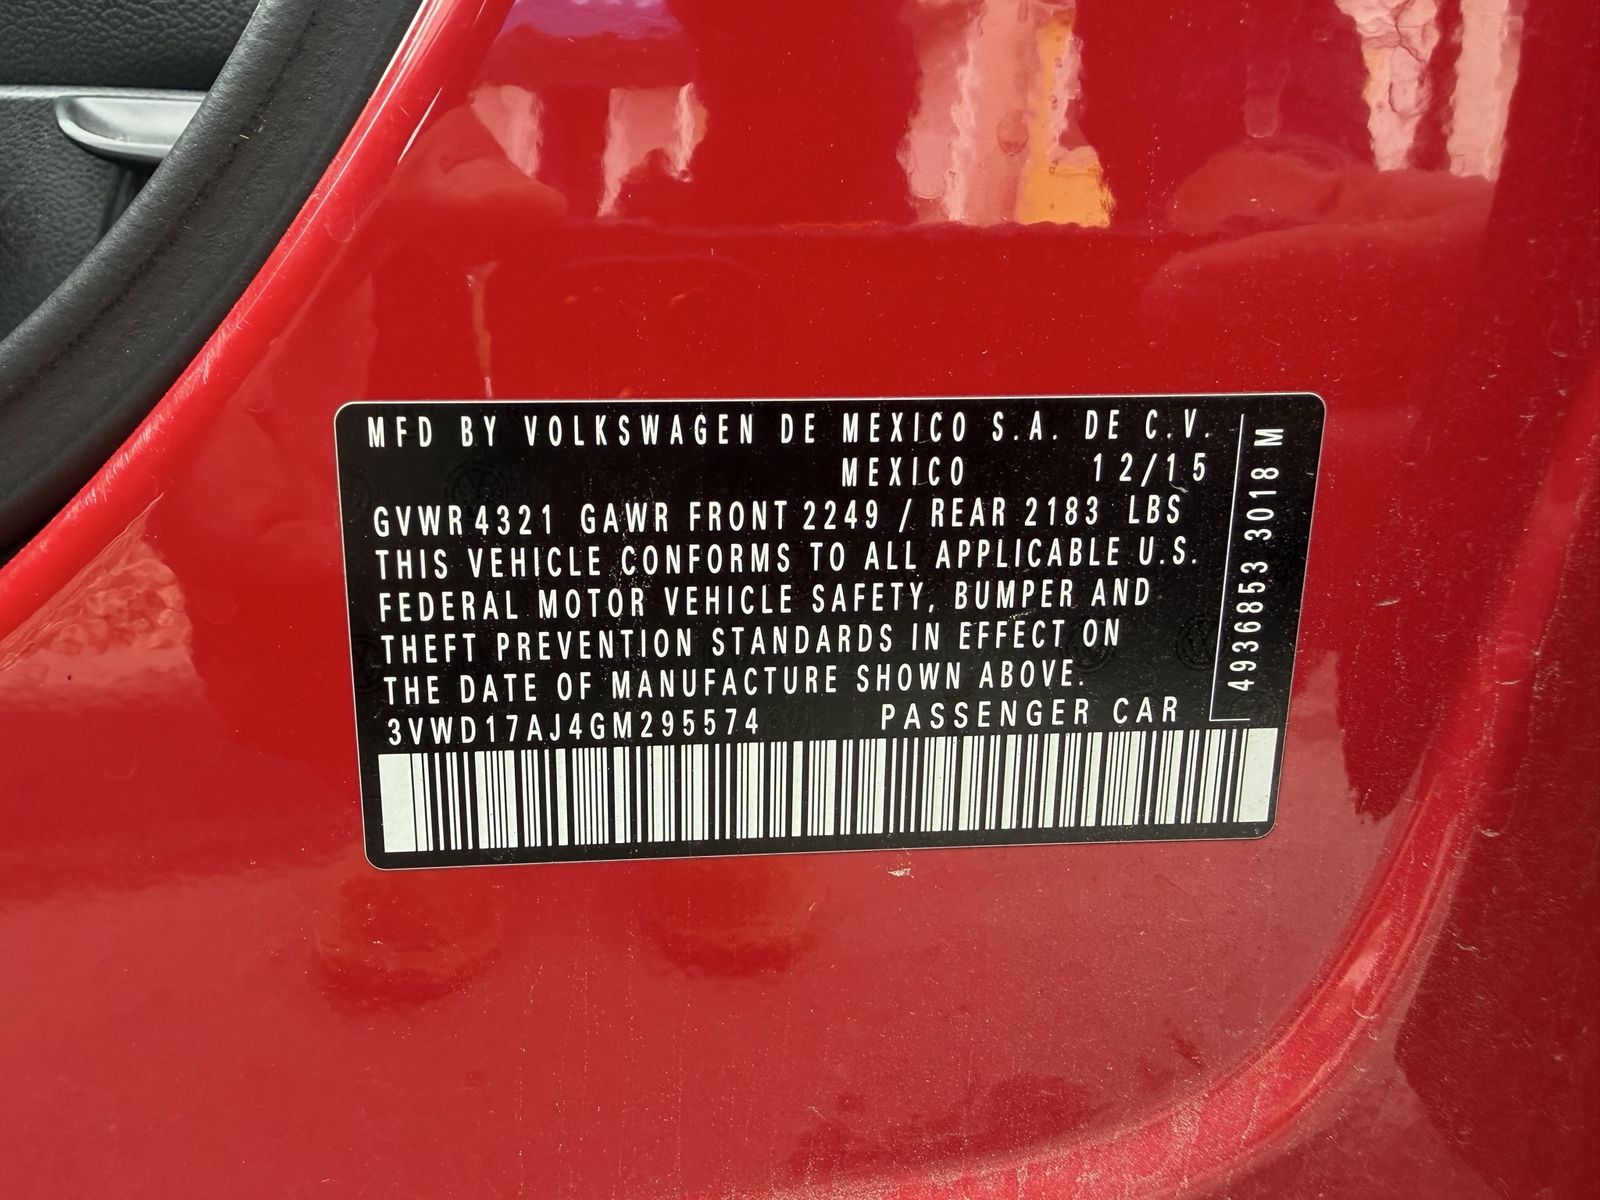 MFD BY VOLKSWAGEN DE MEXICO S.A. DE C.V.
MEXICO 12/15
GVWR 4321 GAWR FRONT 2249 / REAR 2183 LBS
THIS VEHICLE CONFORMS TO ALL APPLICABLE U.S.
FEDERAL MOTOR VEHICLE SAFETY, BUMPER AND
THEFT PREVENTION STANDARDS IN EFFECT ON
THE DATE OF MANUFACTURE SHOWN ABOVE.
3VWD17AJ4GM295574 PASSENGER CAR
4936853 3018 M